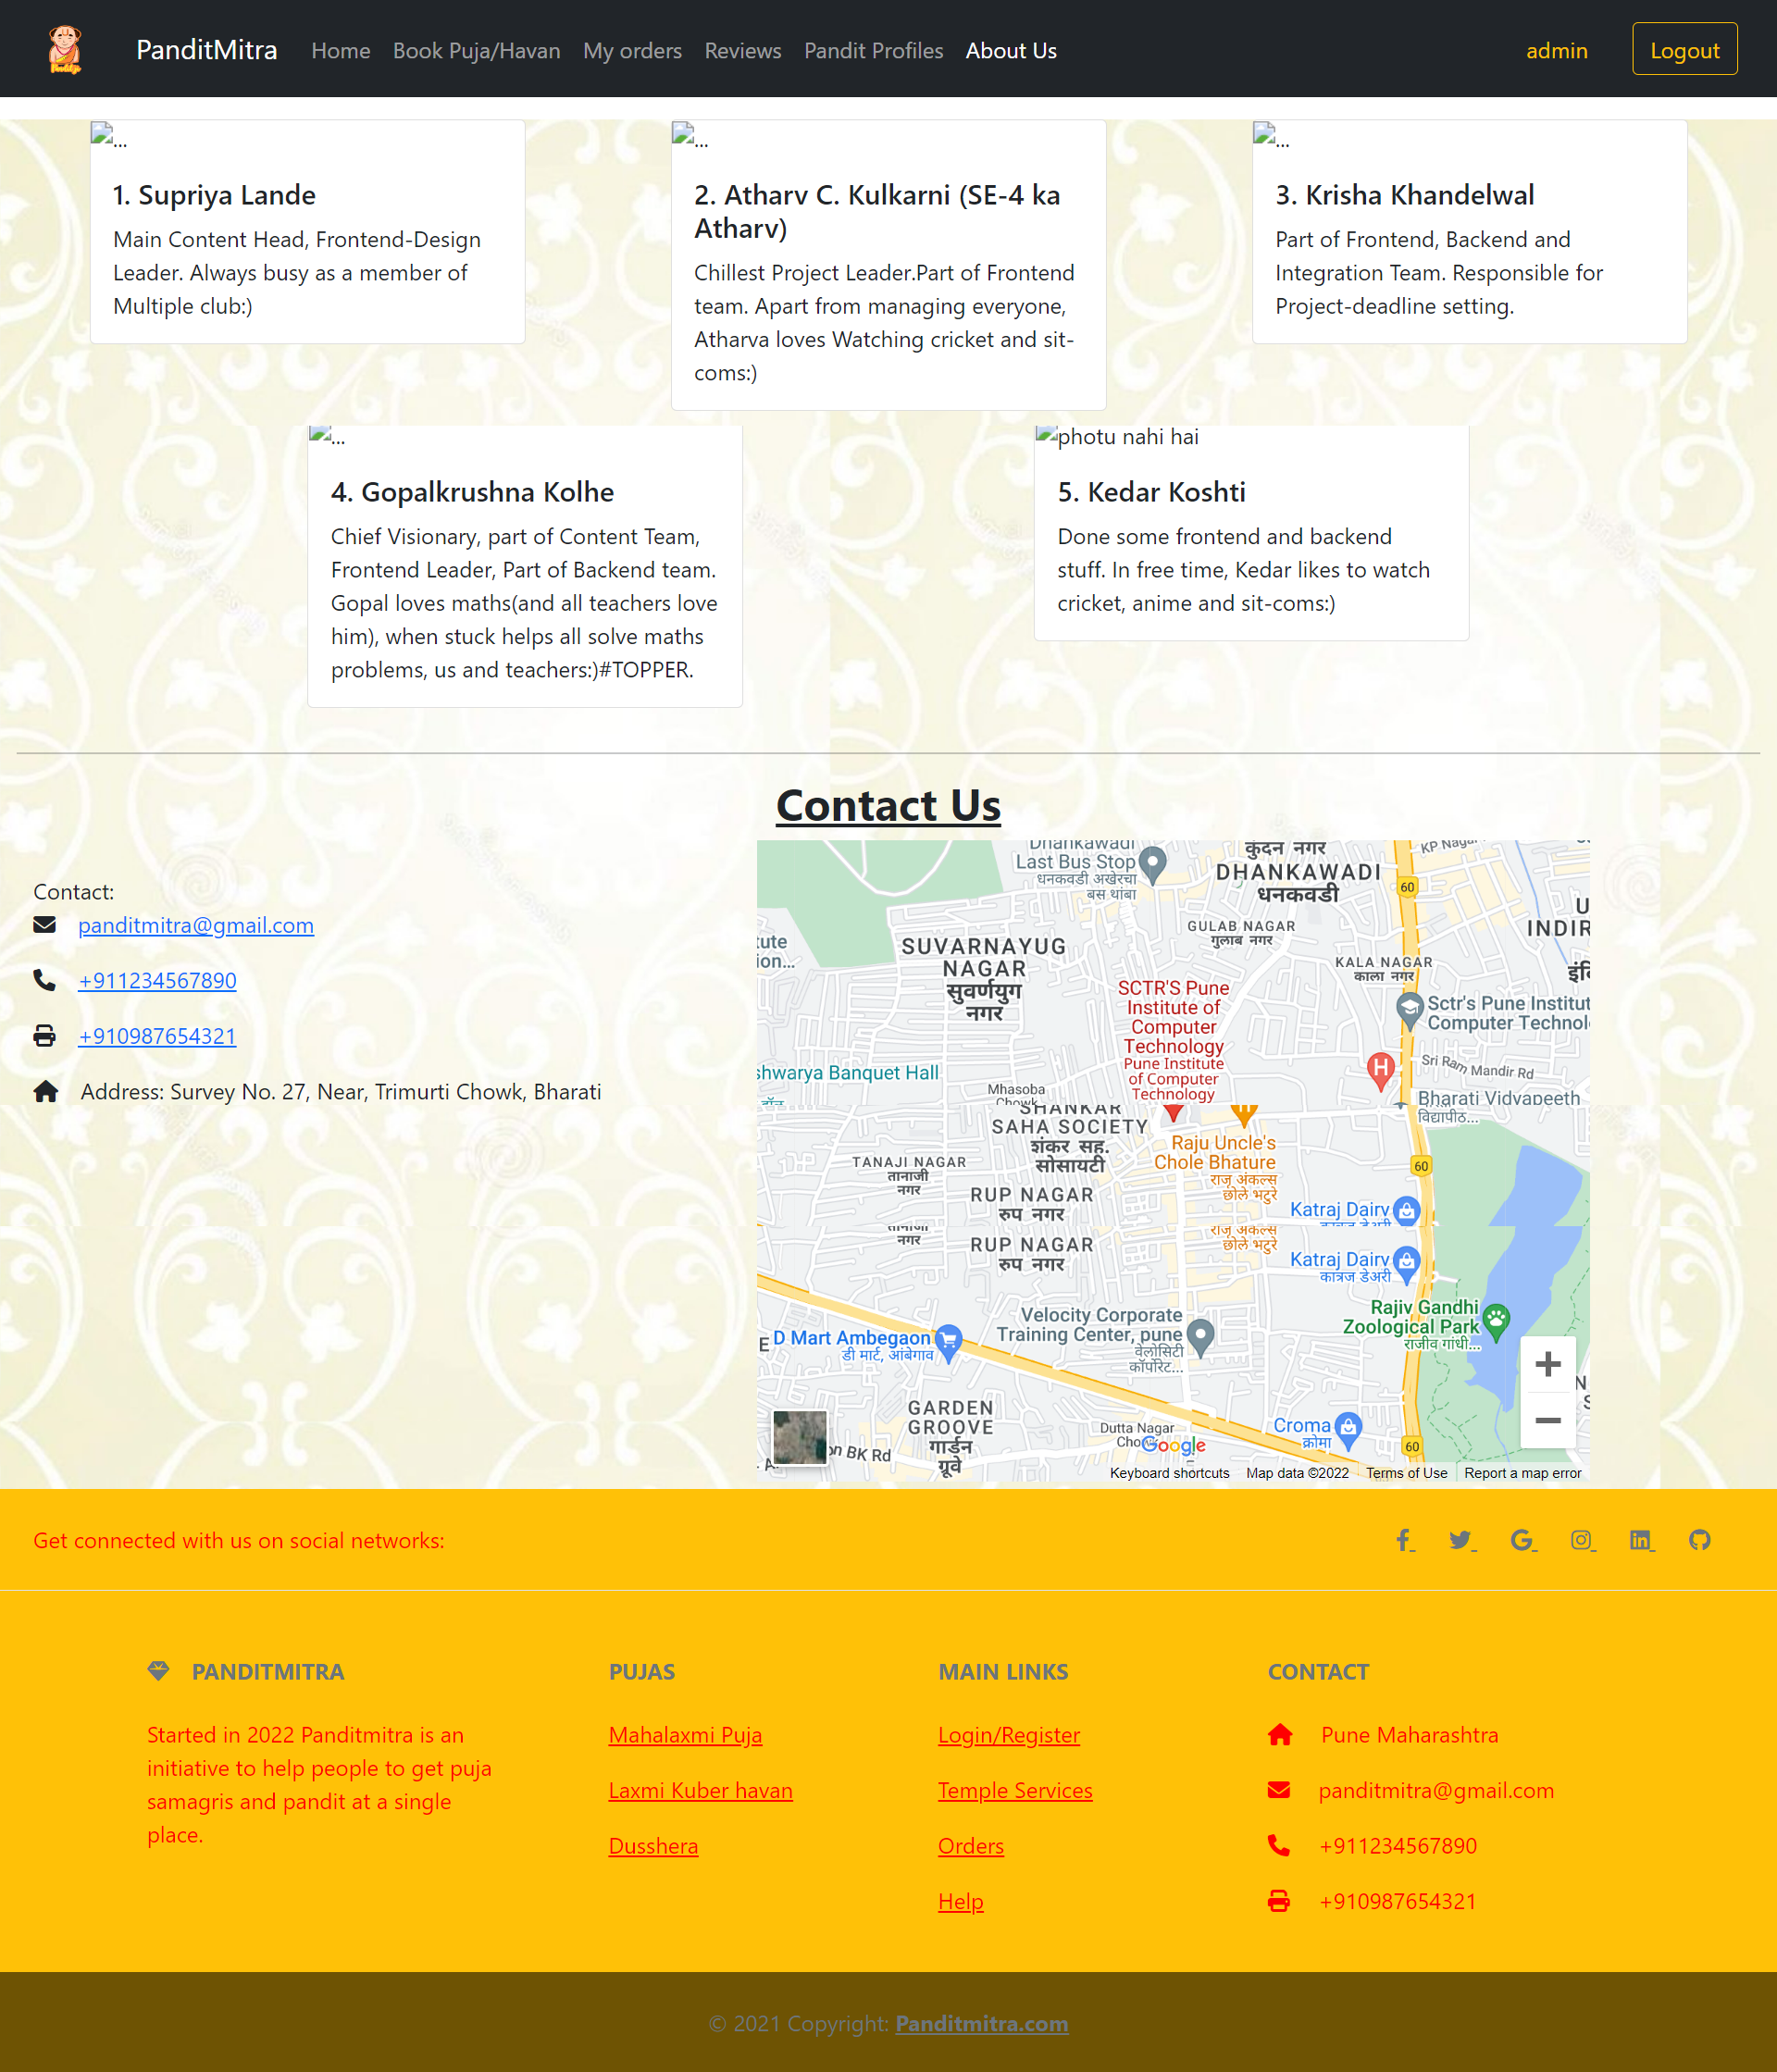 PanditMitra Home Book Puja/Havan My orders Reviews Pandit Profiles About Us admin Logout
...
1. Supriya Lande
Main Content Head, Frontend-Design
Leader. Always busy as a member of
Multiple club:)
...
2. Atharv C. Kulkarni (SE-4 ka
Atharv)
Chillest Project Leader.Part of Frontend
team. Apart from managing everyone,
Atharva loves Watching cricket and sit-
coms:)
...
3. Krisha Khandelwal
Part of Frontend, Backend and
Integration Team. Responsible for
Project-deadline setting.
...
4. Gopalkrushna Kolhe
Chief Visionary, part of Content Team,
Frontend Leader, Part of Backend team.
Gopal loves maths(and all teachers love
him), when stuck helps all solve maths
problems, us and teachers:)#TOPPER.
photu nahi hai
5. Kedar Koshti
Done some frontend and backend
stuff. In free time, Kedar likes to watch
cricket, anime and sit-coms:)
Contact Us
Contact:
panditmitra@gmail.com
+911234567890
+910987654321
Address: Survey No. 27, Near, Trimurti Chowk, Bharati
Dhankawadi
Last Bus Stop
धनकवडी अखेरचा
बस थांबा
कुंदन नगर
DHANKAWADI
धनकवडी
KP Nagar
60
GULAB NAGAR
गुलाब नगर
SUVARNAYUG
NAGAR
सुवर्णयुग
नगर
KALA NAGAR
काला नगर
INDIR
SCTR'S Pune
Institute of
Computer
Technology
Pune Institute
of Computer
Technology
Sctr's Pune Institut
Computer Technol
H
Sri Ram Mandir Rd
shwarya Banquet Hall
Mhasoba
Chowk
Bharati Vidyapeeth
विद्यापीठ...
SHANKAR
SAHA SOCIETY
शंकर सह.
सोसायटी
Raju Uncle's
Chole Bhature
राजू अंकल्स
छोले भटुरे
60
TANAJI NAGAR
तानाजी
नगर
RUP NAGAR
रुप नगर
Katraj Dairy
नगर
RUP NAGAR
रुप नगर
राजू अंकल्स
छोले भटुरे
Katraj Dairy
कात्रज डेअरी
Rajiv Gandhi
Zoological Park
राजीव गांधी...
Velocity Corporate
Training Center, pune
वेलोसिटी
कॉर्पोरेट...
D Mart Ambegaon
डी मार्ट, आंबेगाव
GARDEN
GROOVE
गार्डन
ग्रूवे
on BK Rd
Dutta Nagar
Chowk
Google
Croma
क्रोमा
60
Keyboard shortcuts Map data ©2022 Terms of Use Report a map error
Get connected with us on social networks:
PANDITMITRA
Started in 2022 Panditmitra is an
initiative to help people to get puja
samagris and pandit at a single
place.
PUJAS
Mahalaxmi Puja
Laxmi Kuber havan
Dusshera
MAIN LINKS
Login/Register
Temple Services
Orders
Help
CONTACT
Pune Maharashtra
panditmitra@gmail.com
+911234567890
+910987654321
© 2021 Copyright: Panditmitra.com